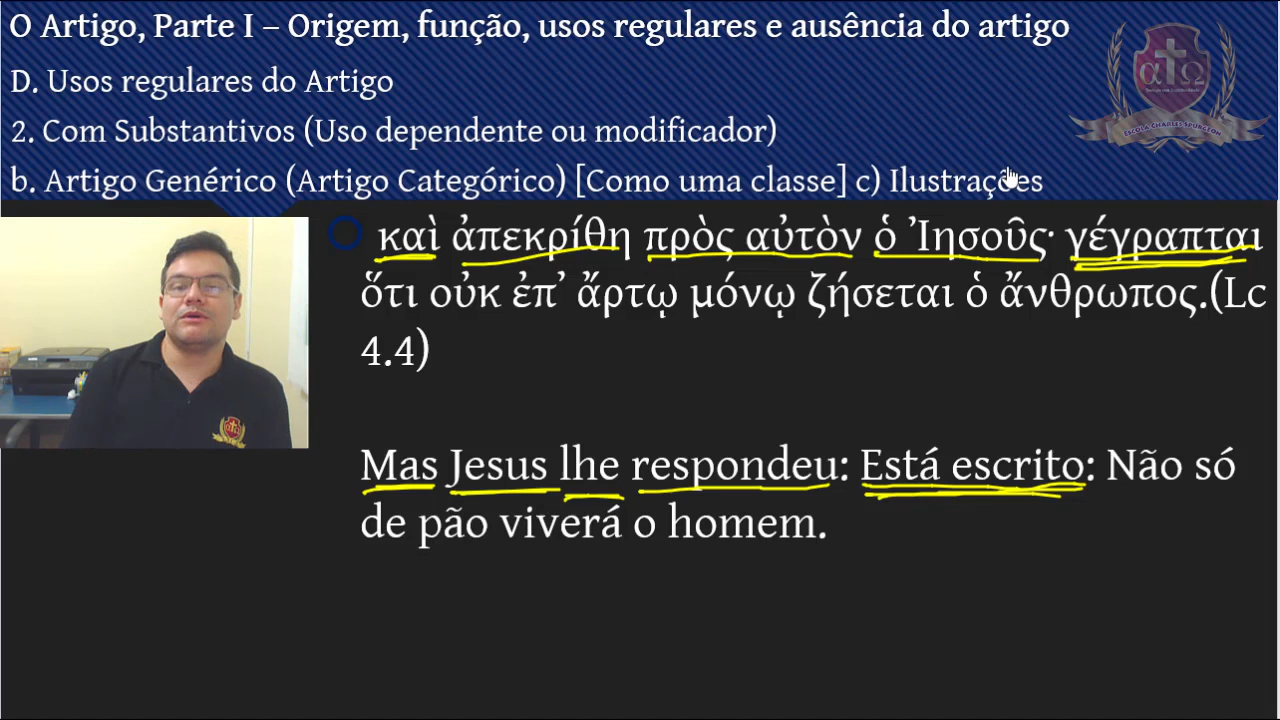 O Artigo, Parte I – Origem, função, usos regulares e ausência do artigo
D. Usos regulares do Artigo
2. Com Substantivos (Uso dependente ou modificador)
b. Artigo Genérico (Artigo Categórico) [Como uma classe] c) Ilustrações
α Ω
ESCOLA CHARLES SPURGEON
καὶ ἀπεκρίθη πρὸς αὐτὸν ὁ Ἰησοῦς· γέγραπται
ὅτι οὐκ ἐπ’ ἄρτῳ μόνῳ ζήσεται ὁ ἄνθρωπος.(Lc
4.4)
Mas Jesus lhe respondeu: Está escrito: Não só
de pão viverá o homem.